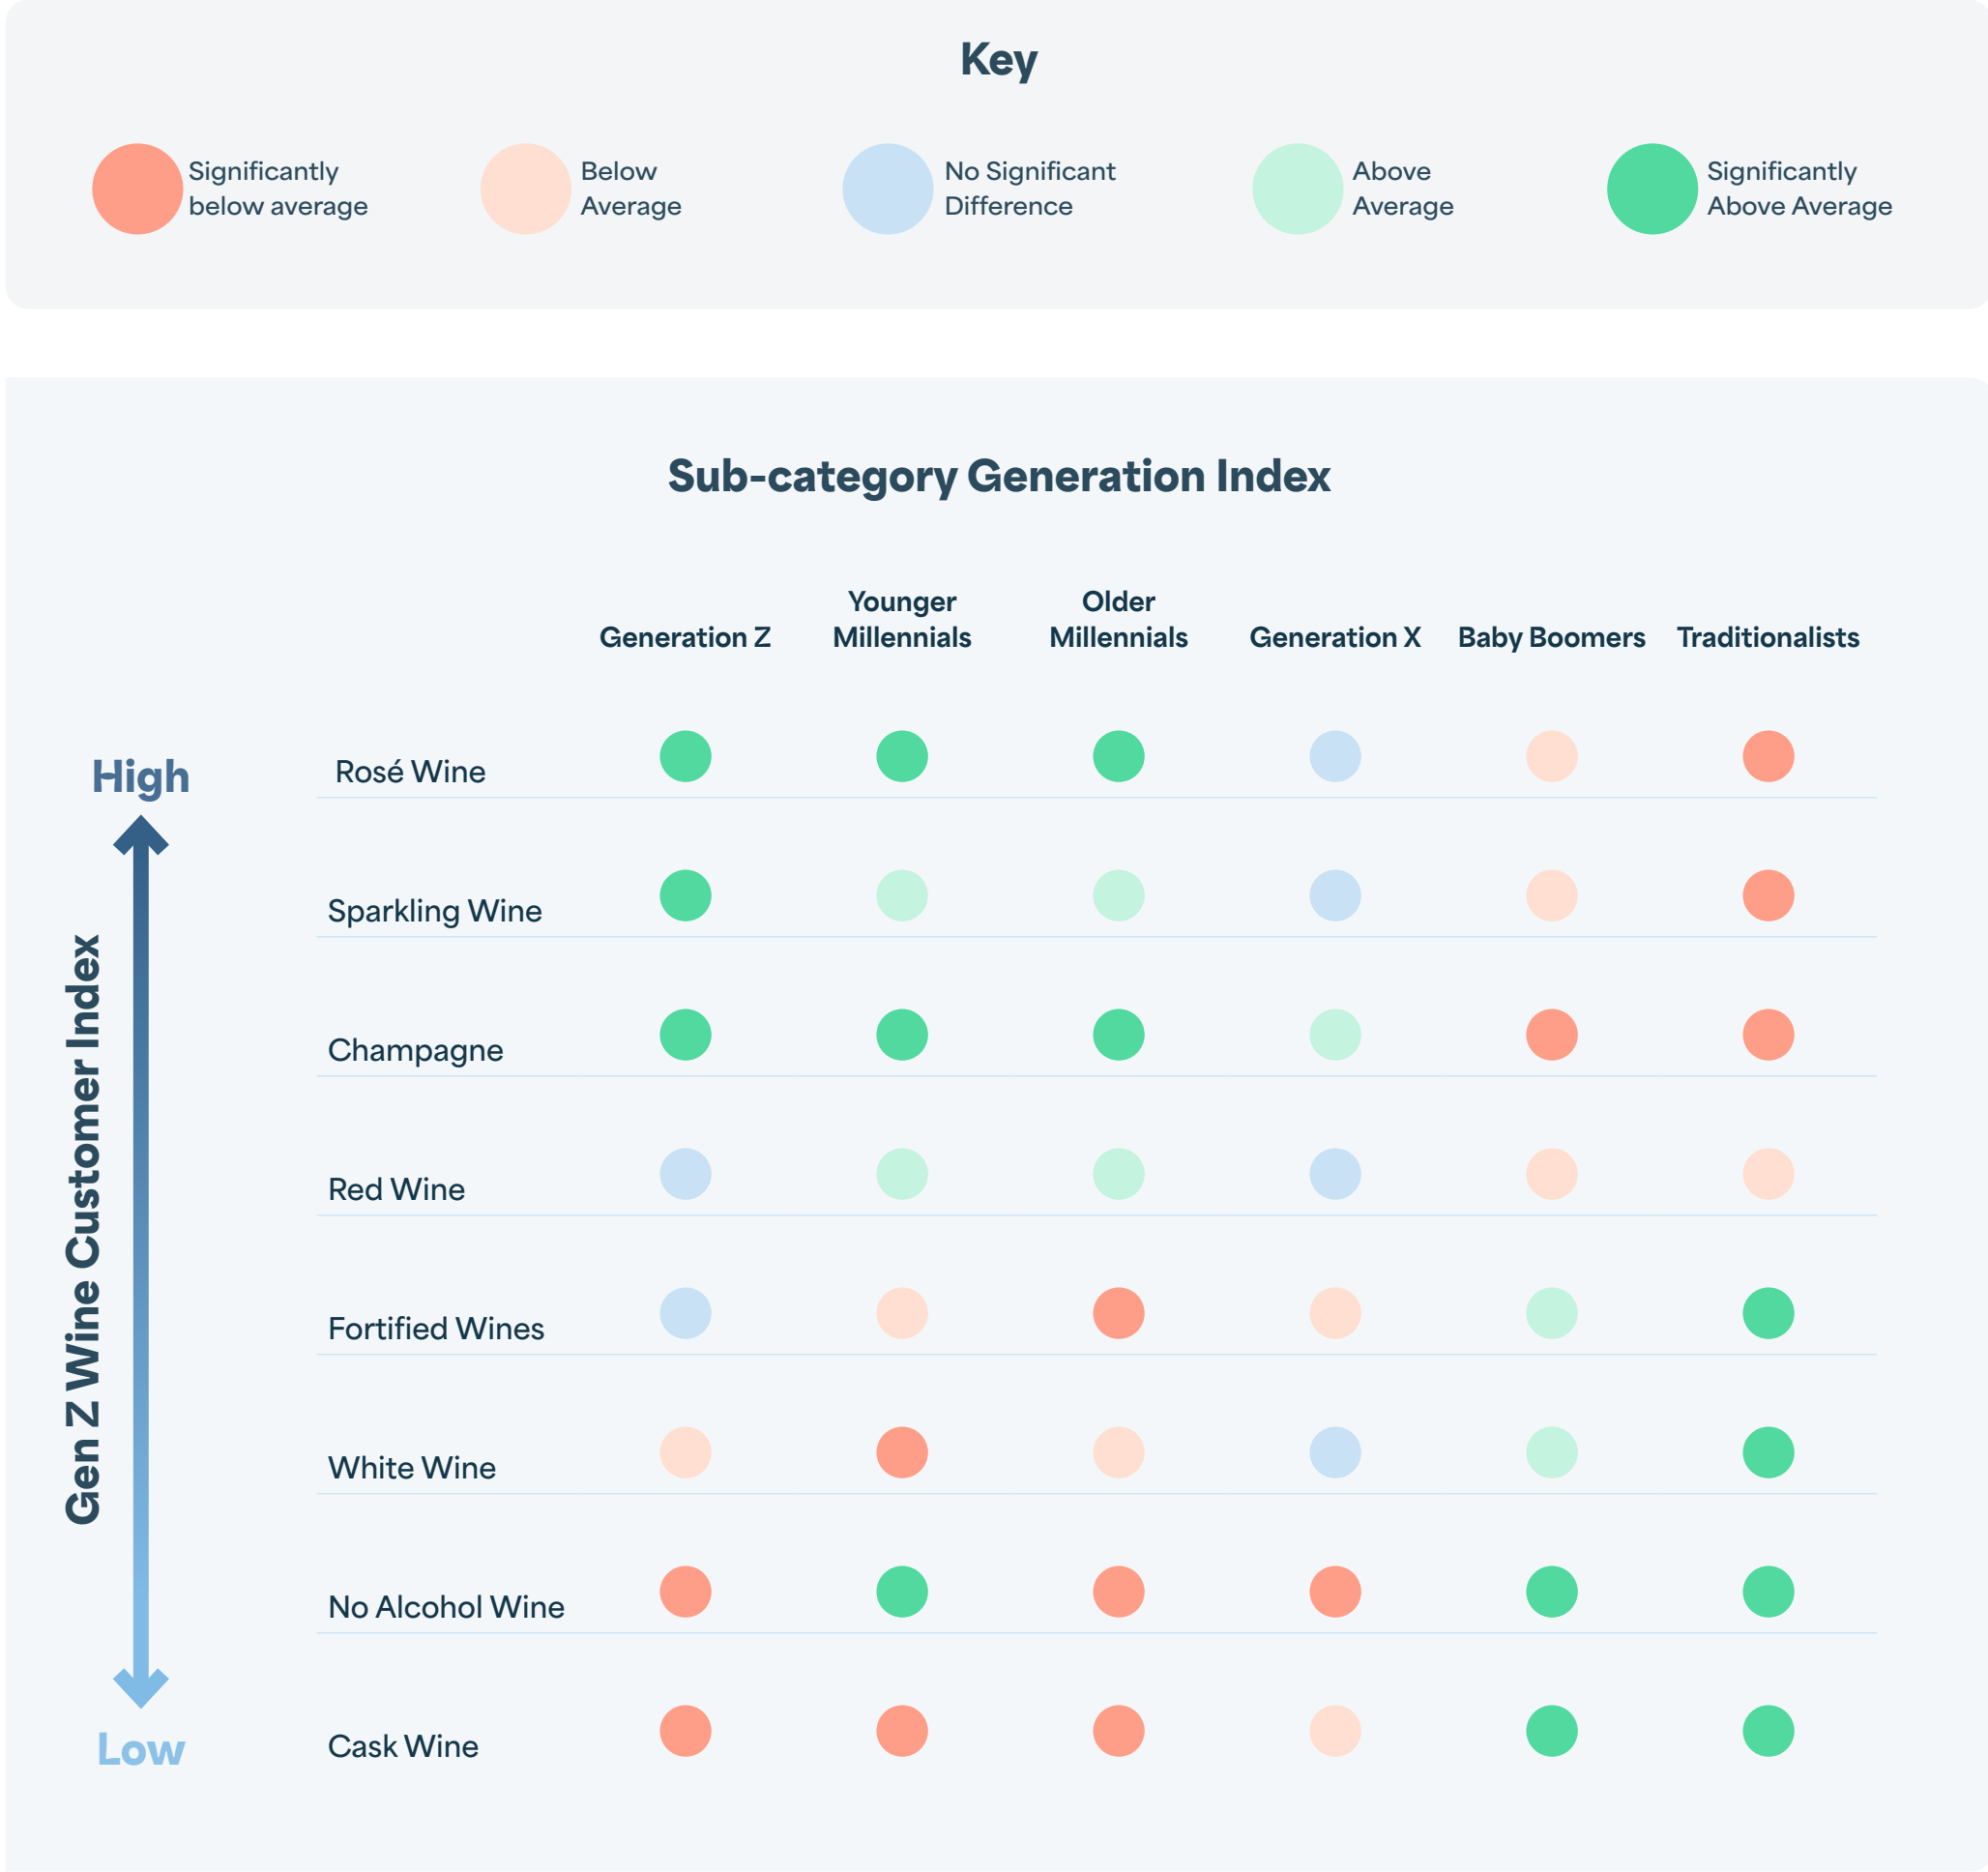 Key
Significantly
below average
Below
Average
No Significant
Difference
Above
Average
Significantly
Above Average
Sub-category Generation Index
Generation Z
Younger
Millennials
Older
Millennials
Generation X
Baby Boomers
Traditionalists
High
Gen Z Wine Customer Index
Low
Rosé Wine
Sparkling Wine
Champagne
Red Wine
Fortified Wines
White Wine
No Alcohol Wine
Cask Wine